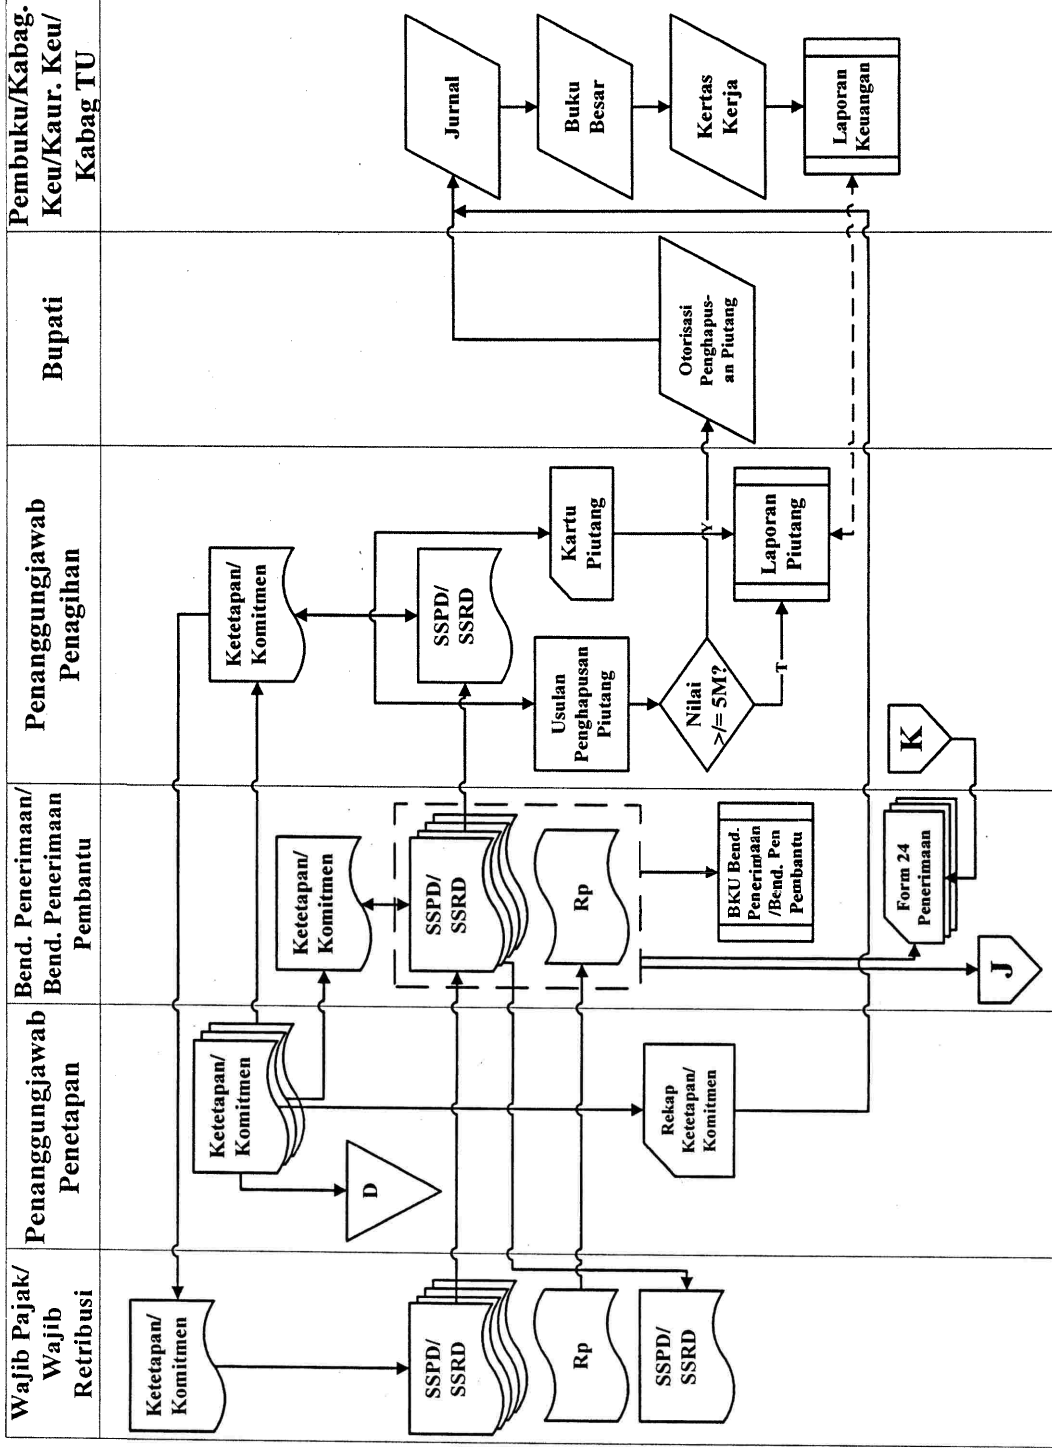 Wajib Pajak/
Wajib
Retribusi
Penanggungjawab
Penetapan
Bend. Penerimaan/
Bend. Penerimaan
Pembantu
Penanggungjawab
Penagihan
Bupati
Pembuku/Kabag.
Keu/Kaur. Keu/
Kabag TU
Ketetapan/
Komitmen
SSPD/
SSRD
Rp
SSPD/
SSRD
Ketetapan/
Komitmen
D
Rekap
Ketetapan/
Komitmen
Ketetapan/
Komitmen
SSPD/
SSRD
Rp
BKU Bend.
Penerimaan
/Bend. Pen
Pembantu
Form 24
Penerimaan
J
K
Ketetapan/
Komitmen
SSPD/
SSRD
Usulan
Penghapusan
Piutang
Kartu
Piutang
Nilai
>/= 5M?
Y
T
Laporan
Piutang
Otorisasi
Penghapus-
an Piutang
Jurnal
Buku
Besar
Kertas
Kerja
Laporan
Keuangan